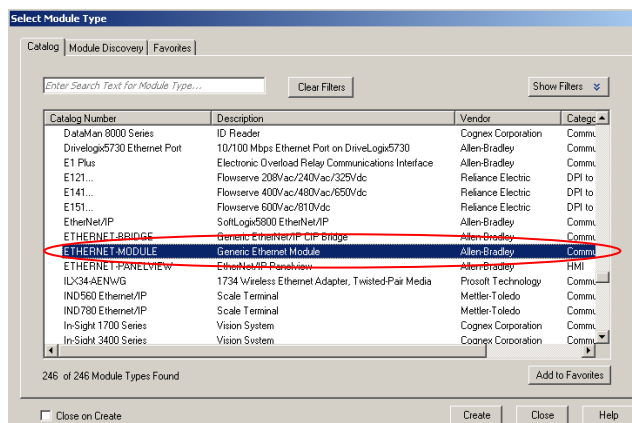 Select Module Type
Catalog Module Discovery Favorites
Enter Search Text for Module Type... Clear Filters Show Filters
Catalog Number Description Vendor Categc
DataMan 8000 Series ID Reader Cognex Corporation Commu
Drivelogix5730 Ethernet Port 10/100 Mbps Ethernet Port on DriveLogix5730 Allen-Bradley Commu
E1 Plus Electronic Overload Relay Communications Interface Allen-Bradley Commu
E121... Flowserve 208Vac/240Vac/325Vdc Reliance Electric DPI to
E141... Flowserve 400Vac/480Vac/650Vdc Reliance Electric DPI to
E151... Flowserve 600Vac/810Vdc Reliance Electric DPI to
EtherNet/IP SoftLogix5800 EtherNet/IP Allen-Bradley Commu
ETHERNET-BRIDGE Generic EtherNet/IP CIP Bridge Allen-Bradley Commu
ETHERNET-MODULE Generic Ethernet Module Allen-Bradley Commu
ETHERNET-PANELVIEW EtherNet/IP Panelview Allen-Bradley HMI
ILX34-AENWG 1734 Wireless Ethernet Adapter, Twisted-Pair Media Prosoft Technology Commu
IND560 Ethernet/IP Scale Terminal Mettler-Toledo Commu
IND780 Ethernet/IP Scale Terminal Mettler-Toledo Commu
In-Sight 1700 Series Vision System Cognex Corporation Commu
In-Sight 3400 Series Vision System Cognex Corporation Commu
246 of 246 Module Types Found Add to Favorites
Close on Create Create Close Help